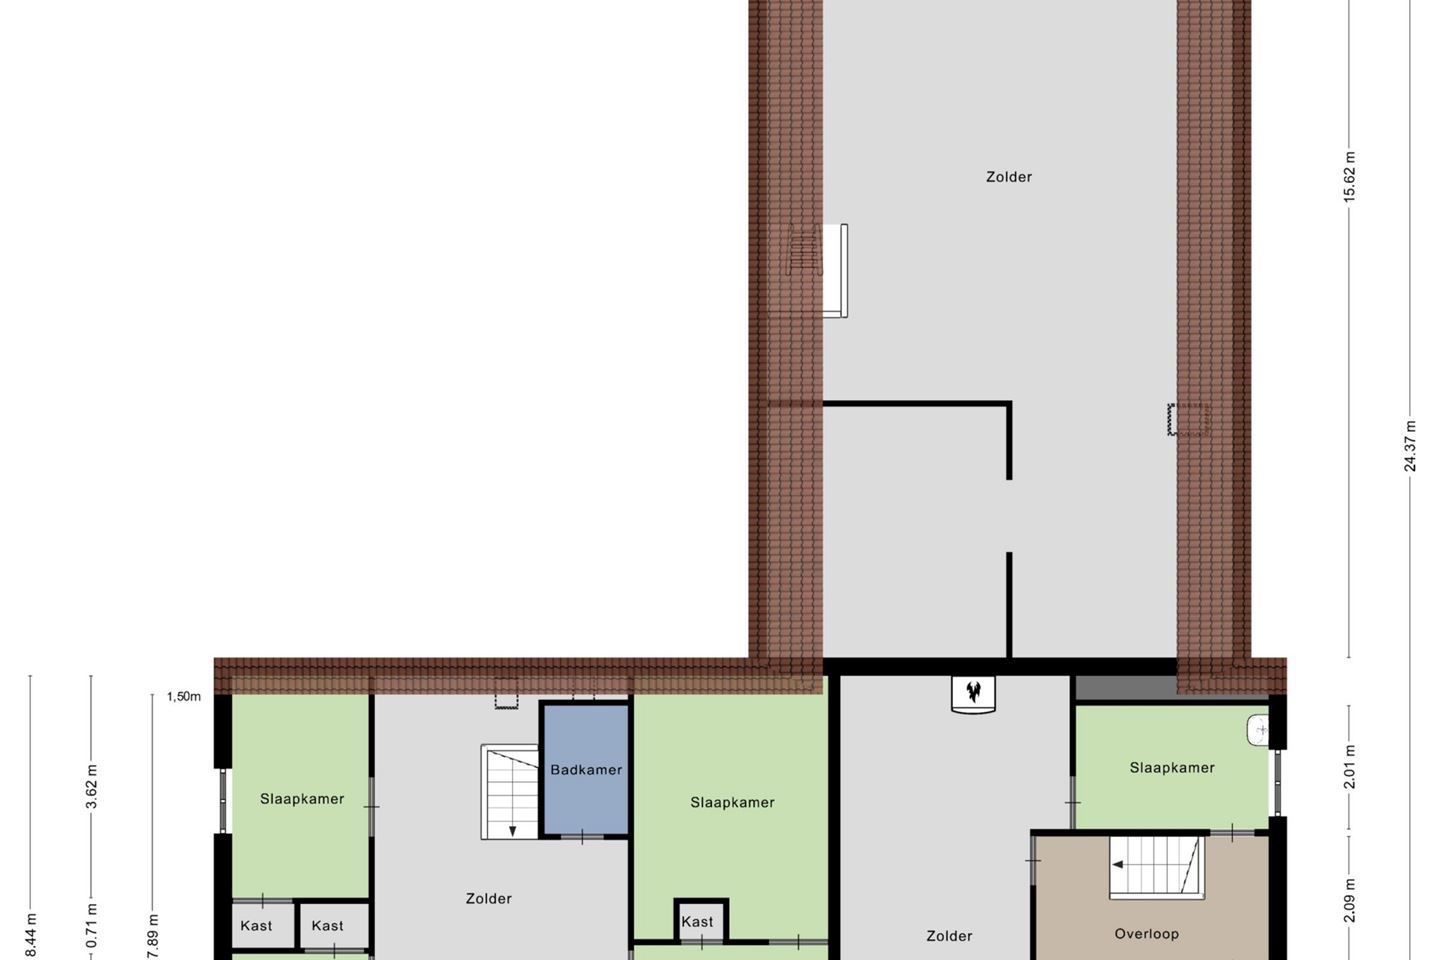 Zolder
15.62 m
24.37 m
1,50m
Slaapkamer
3.62 m
Badkamer
Slaapkamer
Slaapkamer
2.01 m
Zolder
Kast
Kast
Kast
Zolder
Overloop
2.09 m
8.44 m
0.71 m
7.89 m